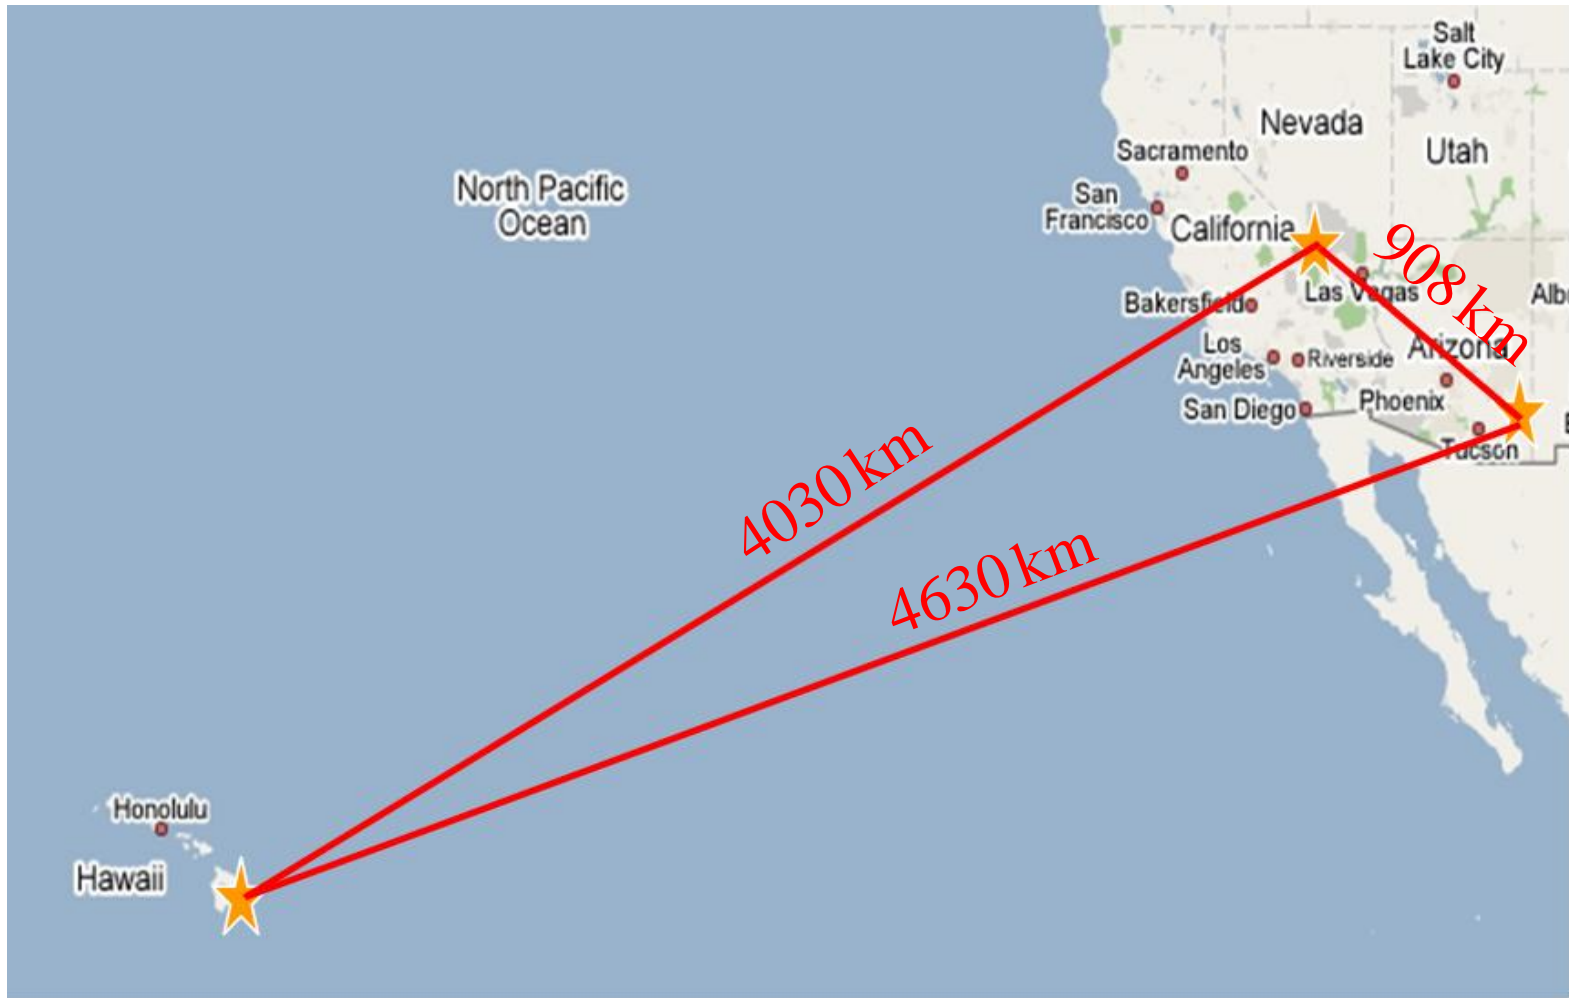 Salt
Lake City
Nevada
Utah
Sacramento
North Pacific
Ocean
San
Francisco
California
908 km
Las Vegas
Bakersfield
Albu
Los
Angeles
Riverside
Arizona
San Diego
Phoenix
Tucson
4030 km
4630 km
Honolulu
Hawaii